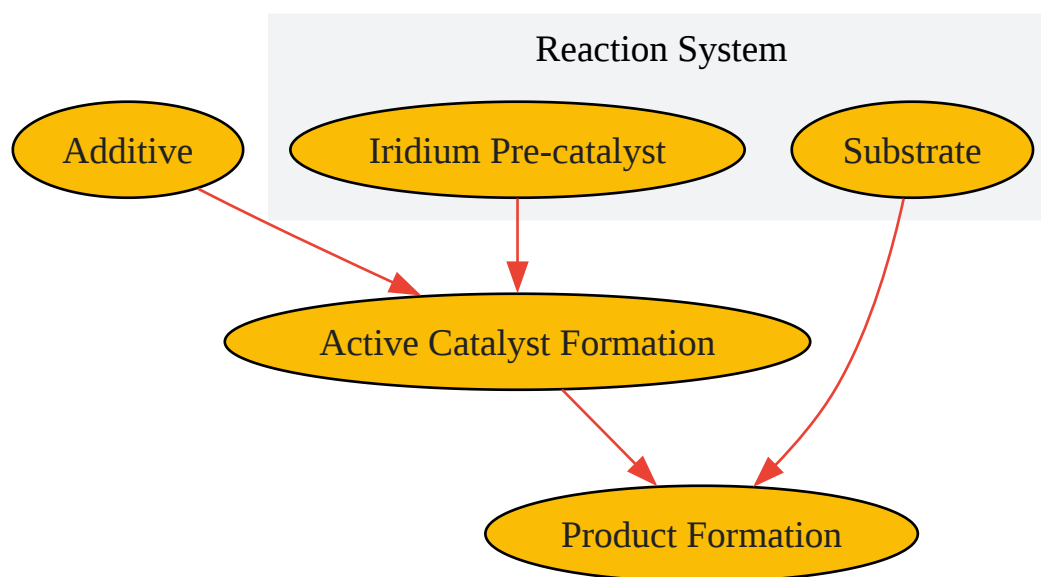 Reaction System
Additive
Iridium Pre-catalyst
Substrate
Active Catalyst Formation
Product Formation